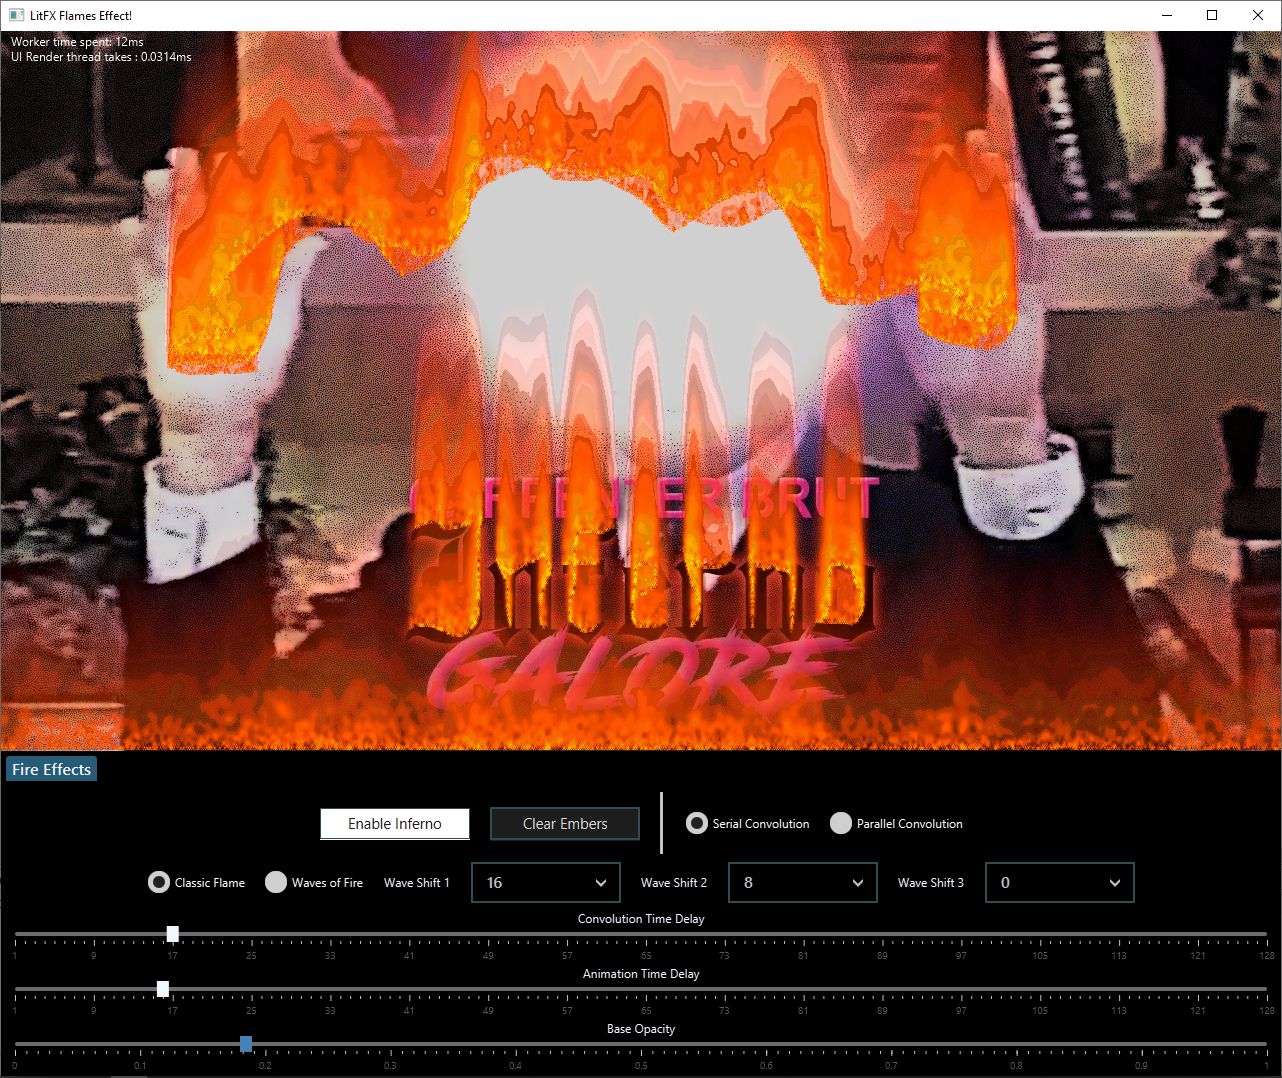 LitFX Flames Effect!
Worker time spent: 12ms
UI Render thread takes : 0.0314ms
BRUT
INFERNO
GALORE
Fire Effects
Enable Inferno
Clear Embers
Serial Convolution
Parallel Convolution
Classic Flame
Waves of Fire
Wave Shift 1
16
Wave Shift 2
8
Wave Shift 3
0
Convolution Time Delay
1 9 17 25 33 41 49 57 65 73 81 89 97 105 113 121 128
Animation Time Delay
1 9 17 25 33 41 49 57 65 73 81 89 97 105 113 121 128
Base Opacity
0 0.1 0.2 0.3 0.4 0.5 0.6 0.7 0.8 0.9 1